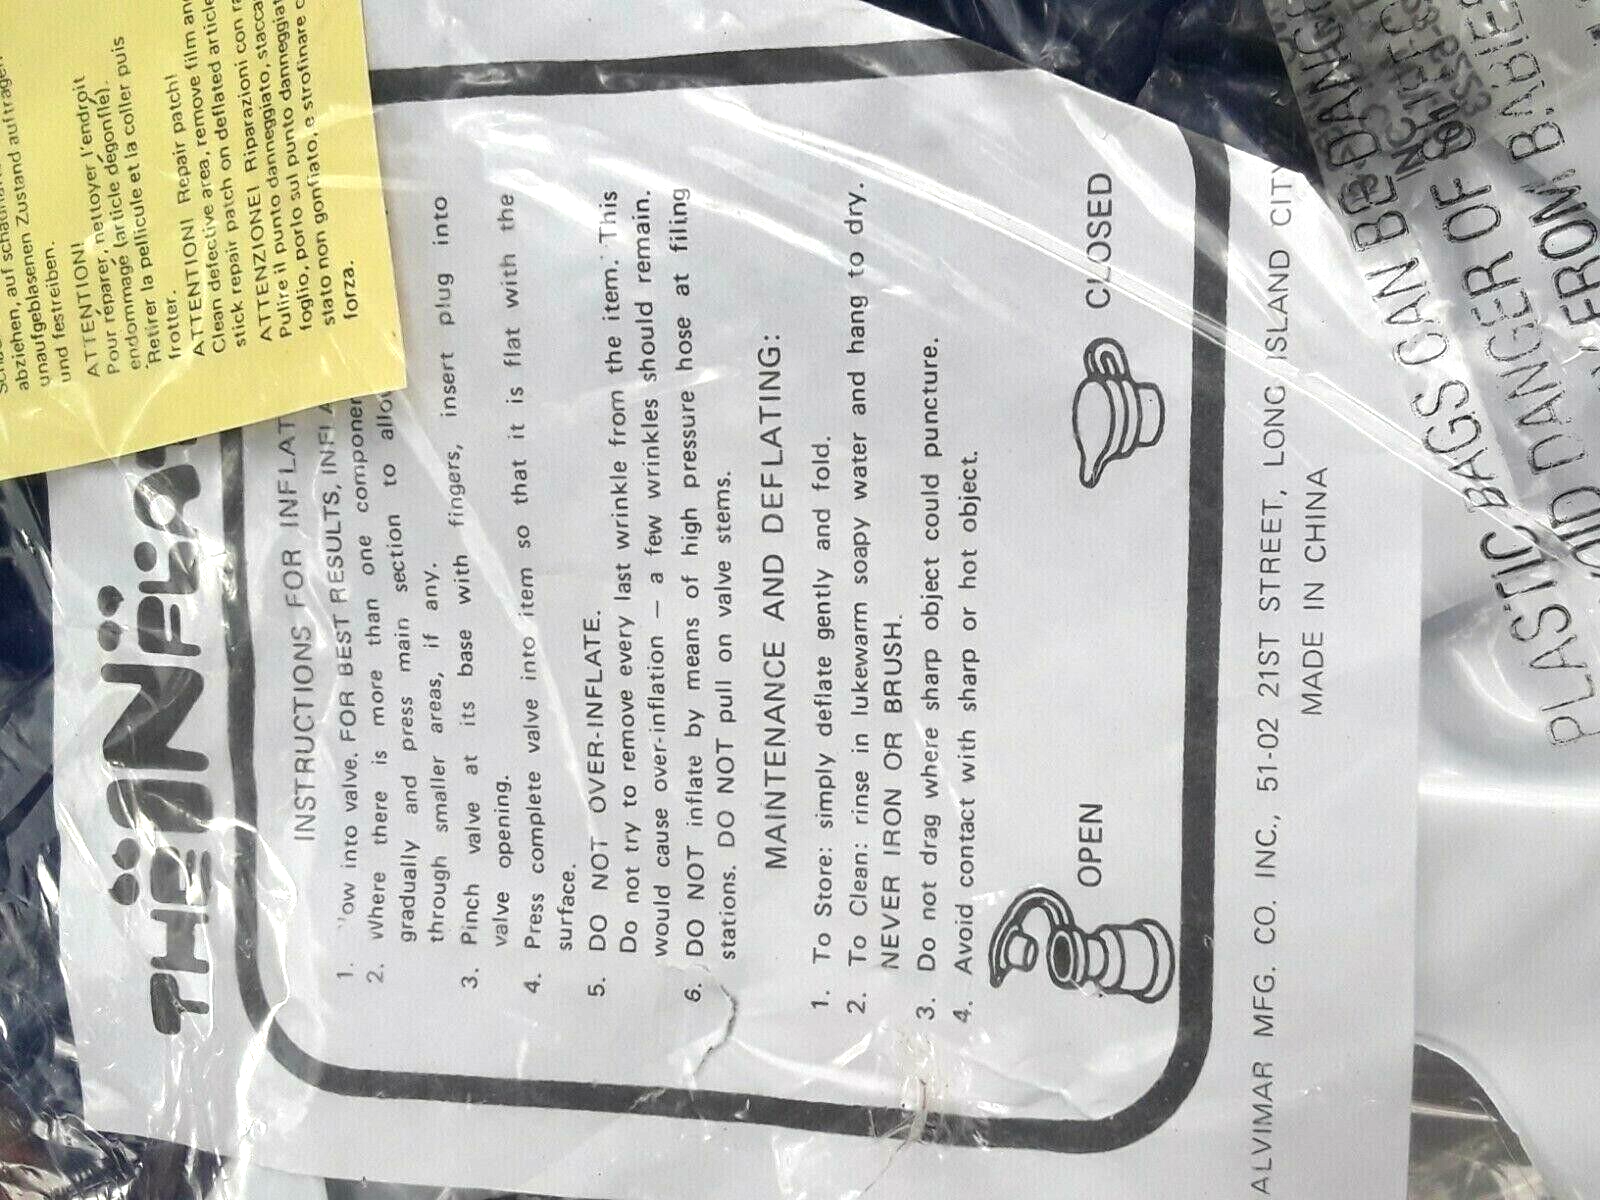 THE INFLA
INSTRUCTIONS FOR INFLAT
1. ow into valve. FOR BEST RESULTS, INFLA
2. Where there is more than one componen
gradually and press main section to allo
through smaller areas, if any.
3. Pinch valve at its base with fingers, insert plug into
valve opening.
4. Press complete valve into item so that it is flat with the
surface.
5. DO NOT OVER-INFLATE.
Do not try to remove every last wrinkle from the item. This
would cause over-inflation — a few wrinkles should remain.
6. DO NOT inflate by means of high pressure hose at filing
stations. DO NOT pull on valve stems.
MAINTENANCE AND DEFLATING:
1. To Store: simply deflate gently and fold.
2. To Clean: rinse in lukewarm soapy water and hang to dry.
NEVER IRON OR BRUSH.
3. Do not drag where sharp object could puncture.
4. Avoid contact with sharp or hot object.
OPEN CLOSED
ALVIMAR MFG. CO. INC., 51-02 21ST STREET, LONG ISLAND CITY
MADE IN CHINA
abziehen, auf
unaufgeblasenen Zustand auftragen
und festreiben.
ATTENTION!
Pour réparer, nettoyer l'endroit
endommagé (article dégonflé).
Retirer la pellicule et la coller puis
frotter.
ATTENTION! Repair patch!
Clean defective area, remove film an
stick repair patch on deflated article
ATTENZIONE! Riparazioni con
Pulire il punto danneggiato, stacca
foglio, porlo sul punto danneggiat
stato non gonfiato, e strofinare c
forza.
PLASTIC BAGS CAN BE DANG
DANGER OF
FROM BABIES